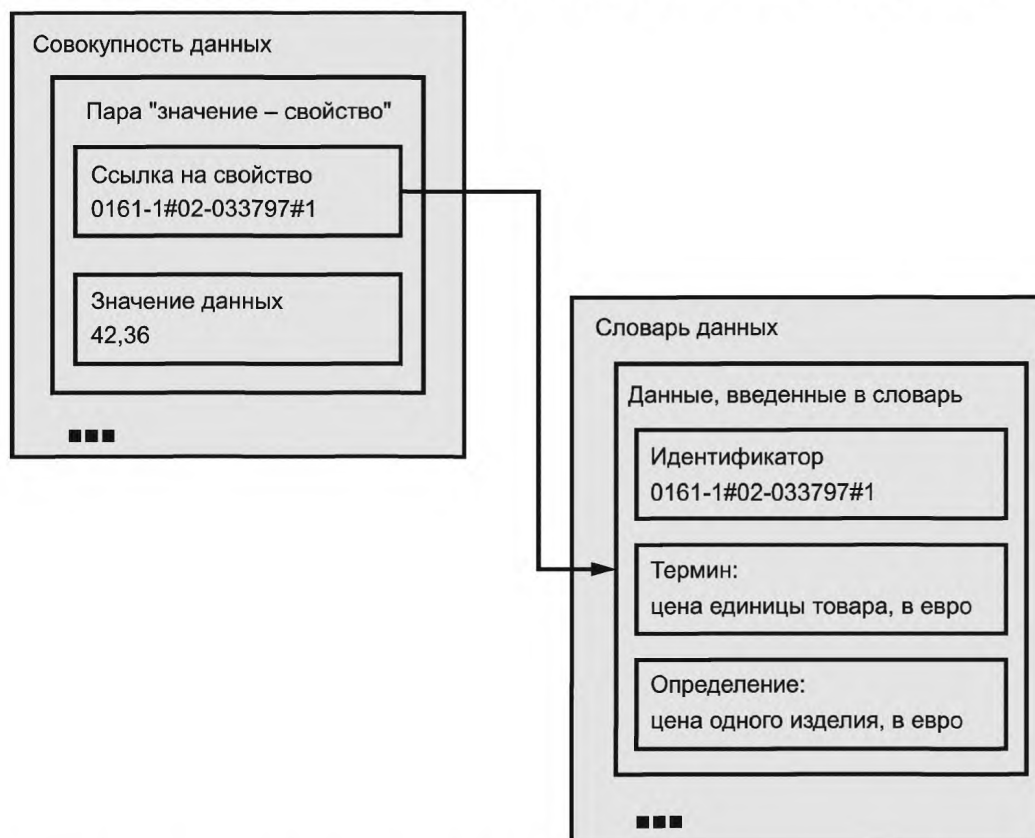 Совокупность данных
Пара "значение – свойство"
Ссылка на свойство
0161-1#02-033797#1
Значение данных
42,36
Словарь данных
Данные, введенные в словарь
Идентификатор
0161-1#02-033797#1
Термин:
цена единицы товара, в евро
Определение:
цена одного изделия, в евро